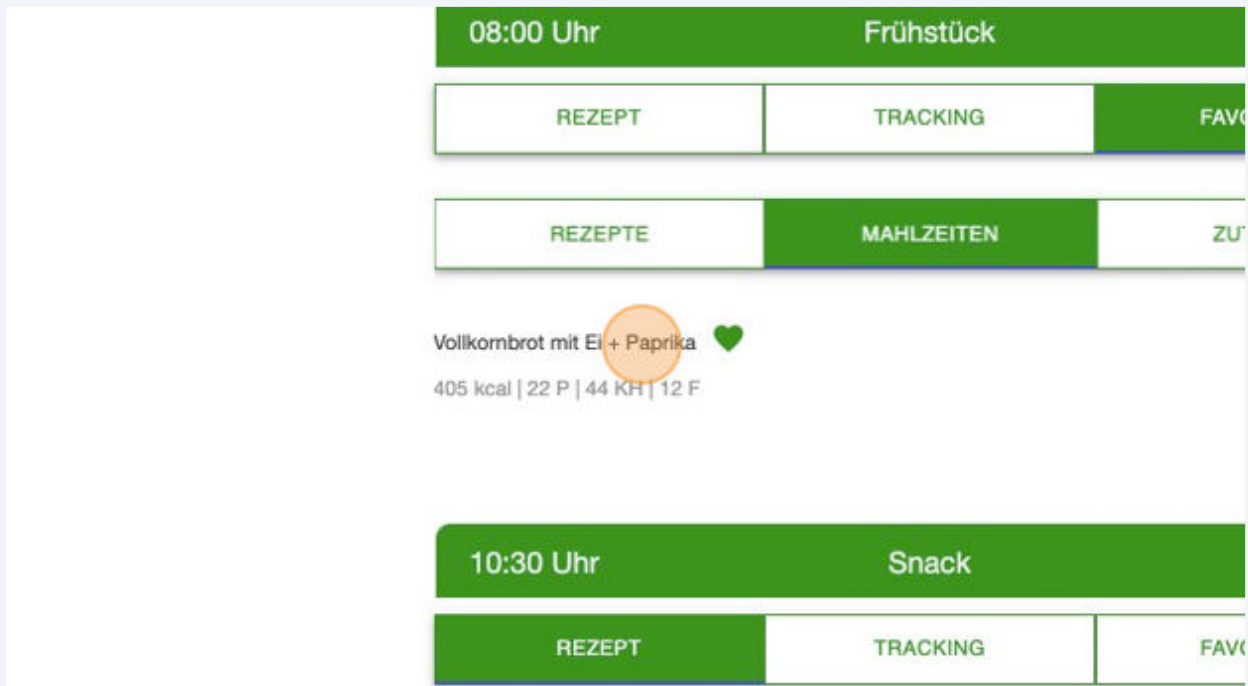 08:00 Uhr Frühstück
REZEPT TRACKING
REZEPTE MAHLZEITEN
Vollkornbrot mit Ei + Paprika
405 kcal | 22 P | 44 KH | 12 F
10:30 Uhr Snack
REZEPT TRACKING